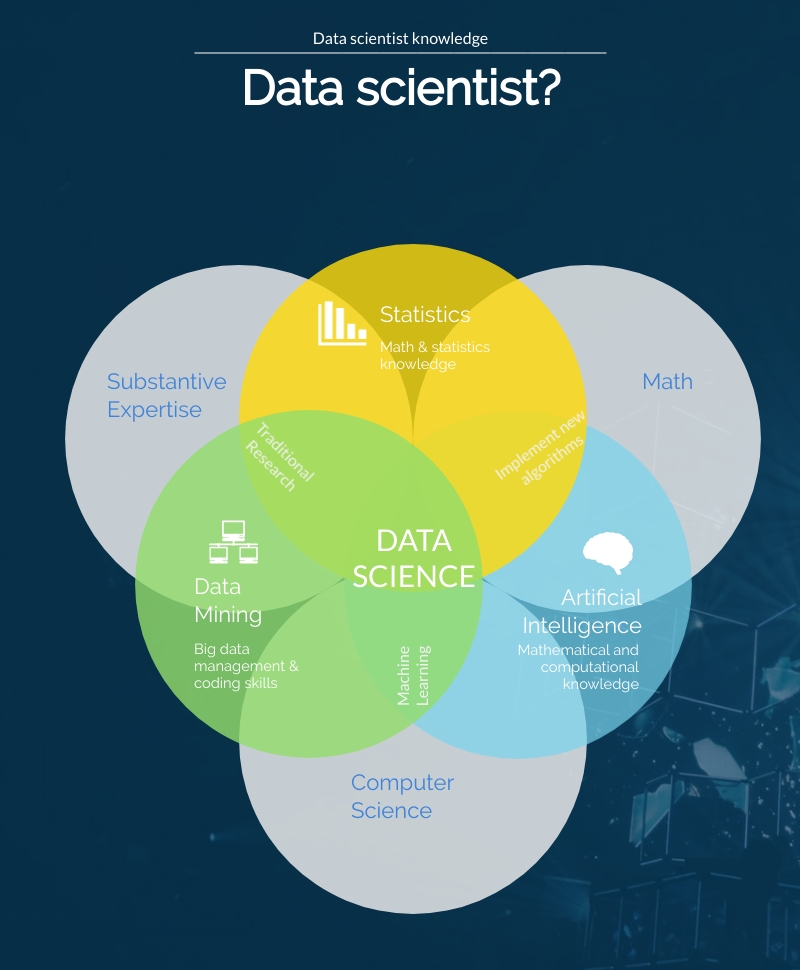 Data scientist knowledge
Data scientist?
Statistics
Math & statistics
knowledge
Substantive
Expertise
Math
Traditional
Research
Implement new
algorithms
DATA
SCIENCE
Data
Mining
Big data
management &
coding skills
Artificial
Intelligence
Mathematical and
computational
knowledge
Machine
Learning
Computer
Science